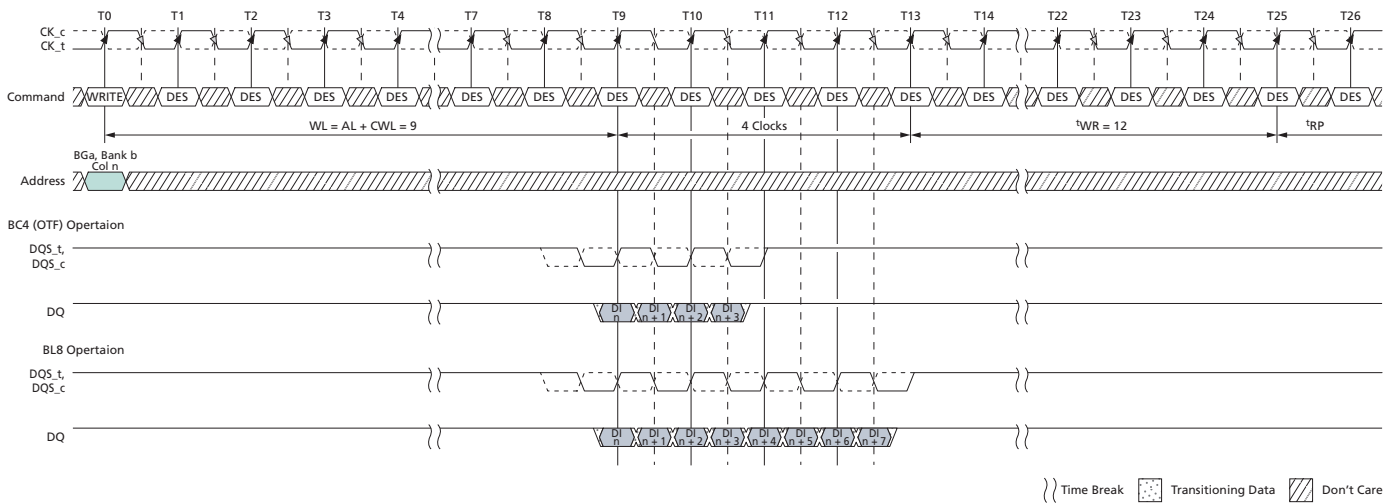 T0 T1 T2 T3 T4 T7 T8 T9 T10 T11 T12 T13 T14 T22 T23 T24 T25 T26
CK_c
CK_t
Command WRITE DES DES DES DES DES DES DES DES DES DES DES DES DES DES DES DES DES
WL = AL + CWL = 9 4 Clocks tWR = 12 tRP
BGa, Bank b
Col n
Address
BC4 (OTF) Opertaion
DQS_t,
DQS_c
DQ DI n DI n + 1 DI n + 2 DI n + 3
BL8 Opertaion
DQS_t,
DQS_c
DQ DI n DI n + 1 DI n + 2 DI n + 3 DI n + 4 DI n + 5 DI n + 6 DI n + 7
Time Break Transitioning Data Don't Care